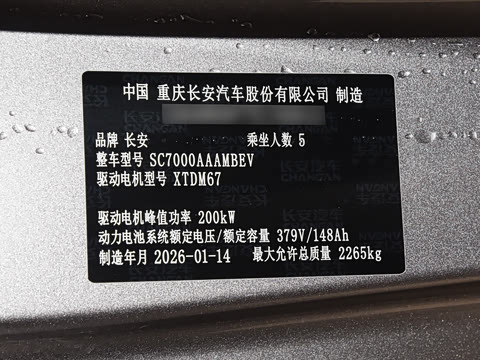 中国 重庆长安汽车股份有限公司 制造
品牌 长安 乘坐人数 5
整车型号 SC7000AAAMBEV
驱动电机型号 XTDM67
驱动电机峰值功率 200kW
动力电池系统额定电压/额定容量 379V/148Ah
制造年月 2026-01-14 最大允许总质量 2265kg